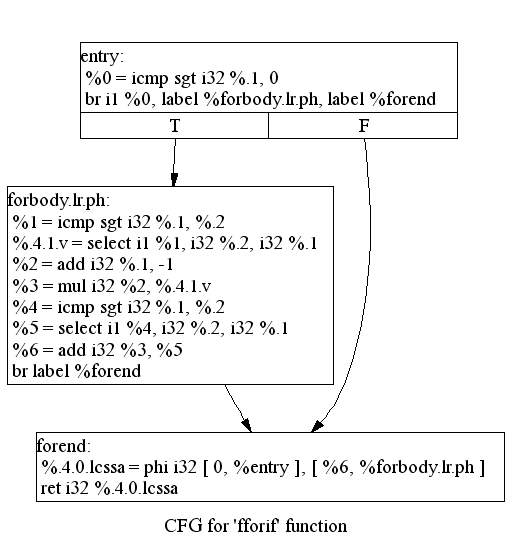 entry:
%0 = icmp sgt i32 %.1, 0
br i1 %0, label %forbody.lr.ph, label %forend
T
F
forbody.lr.ph:
%1 = icmp sgt i32 %.1, %.2
%.4.1.v = select i1 %1, i32 %.2, i32 %.1
%2 = add i32 %.1, -1
%3 = mul i32 %2, %.4.1.v
%4 = icmp sgt i32 %.1, %.2
%5 = select i1 %4, i32 %.2, i32 %.1
%6 = add i32 %3, %5
br label %forend
forend:
%.4.0.lcssa = phi i32 [ 0, %entry ], [ %6, %forbody.lr.ph ]
ret i32 %.4.0.lcssa
CFG for 'fforif' function